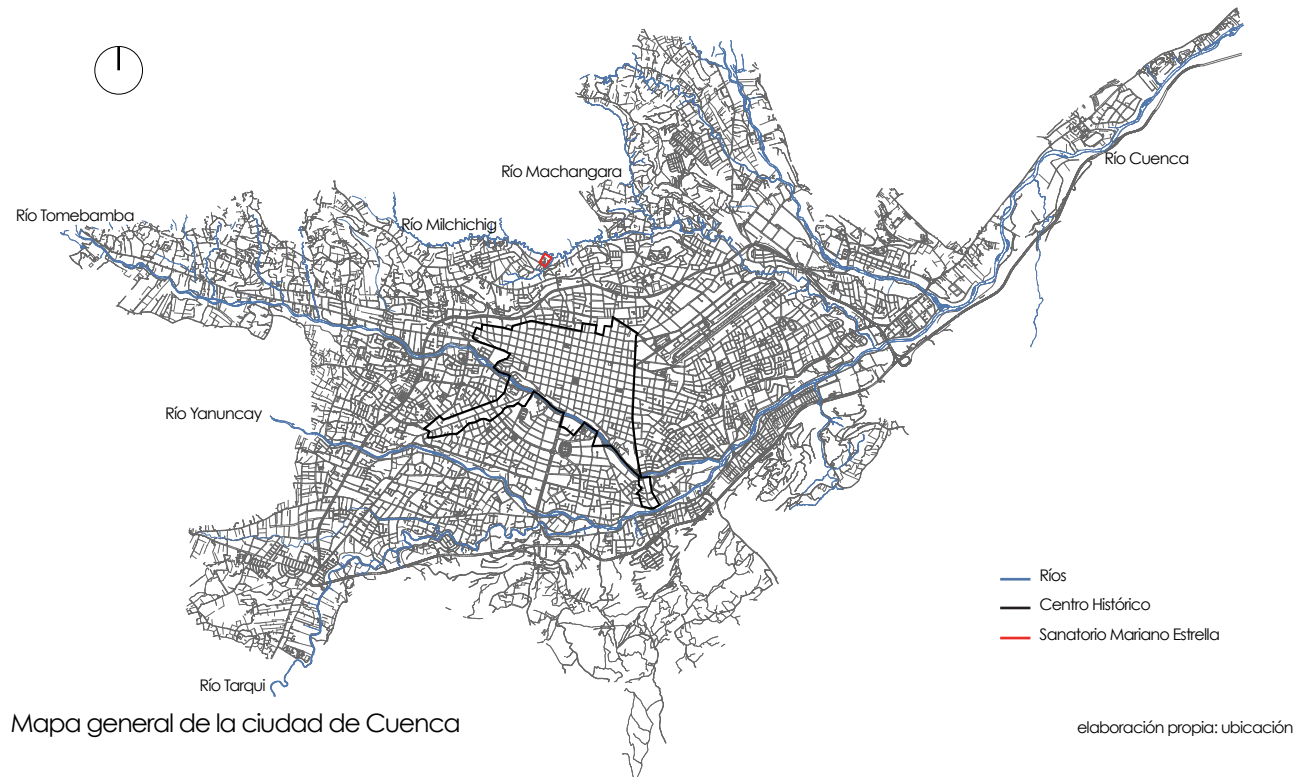 Río Cuenca
Río Machangara
Río Tomebamba
Río Milchichig
Río Yanuncay
Ríos
Centro Histórico
Sanatorio Mariano Estrella
Río Tarqui
Mapa general de la ciudad de Cuenca
elaboración propia: ubicación